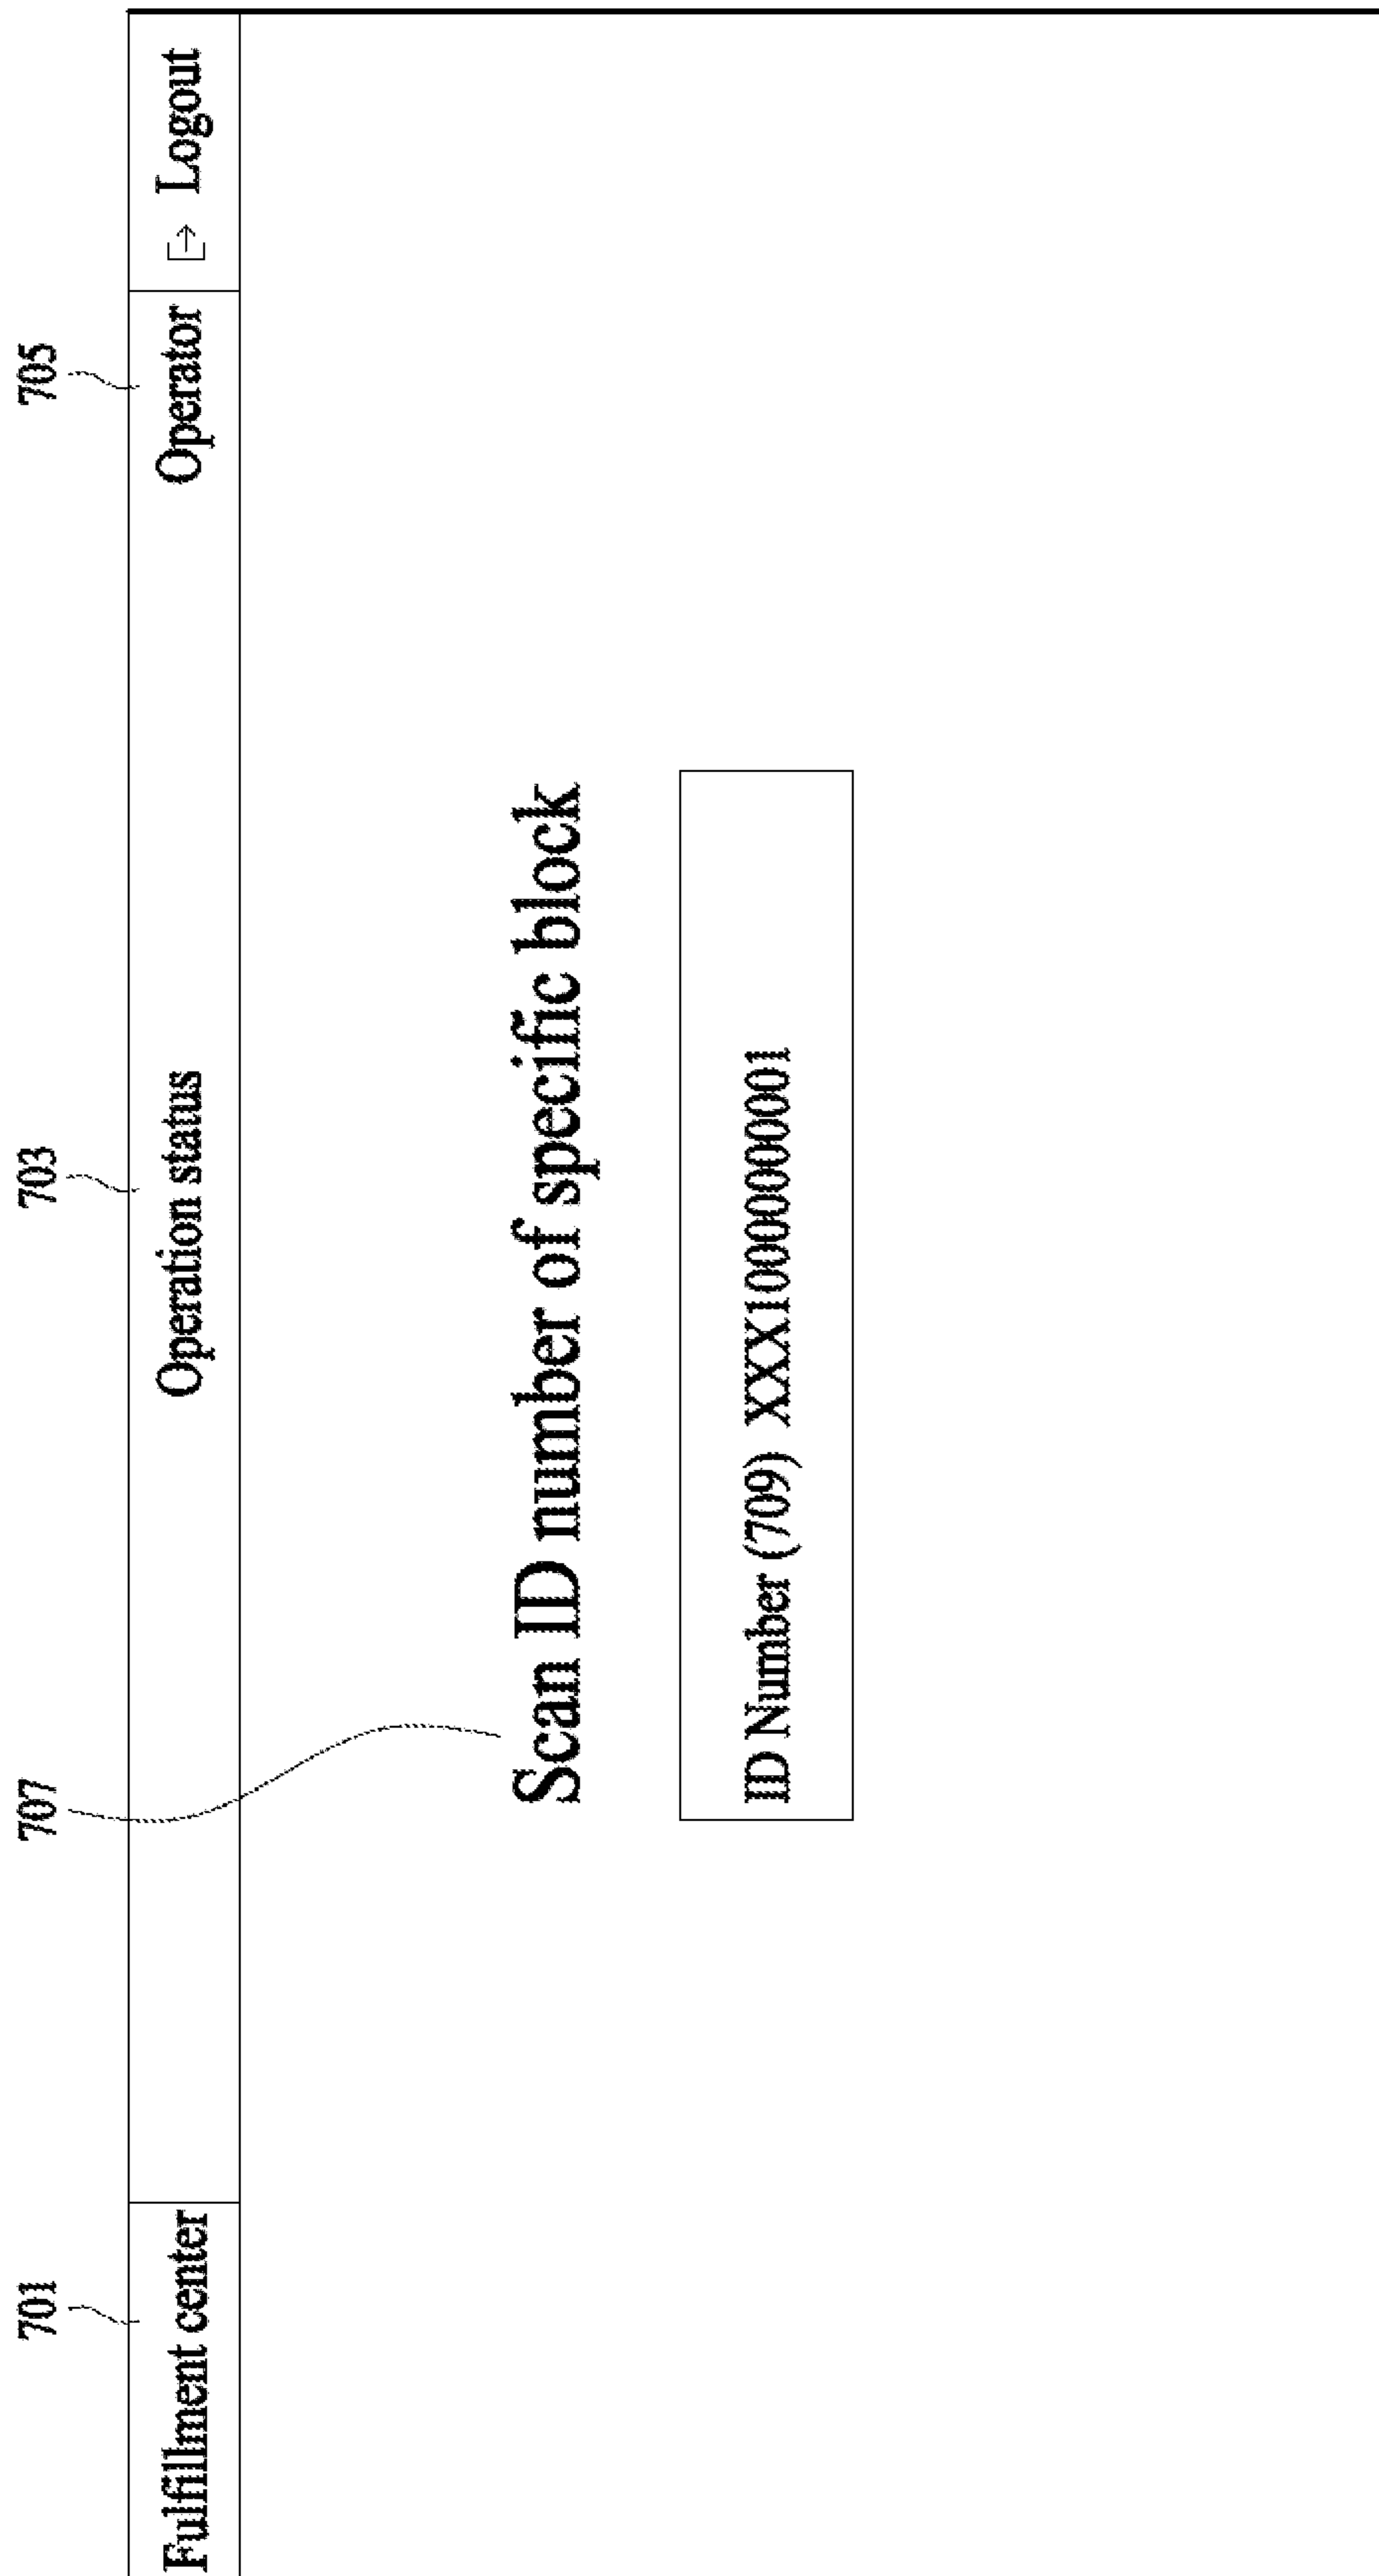 701 707 703 705
Fulfillment center Operation status Operator Logout
Scan ID number of specific block
ID Number (709) XXX1000000001